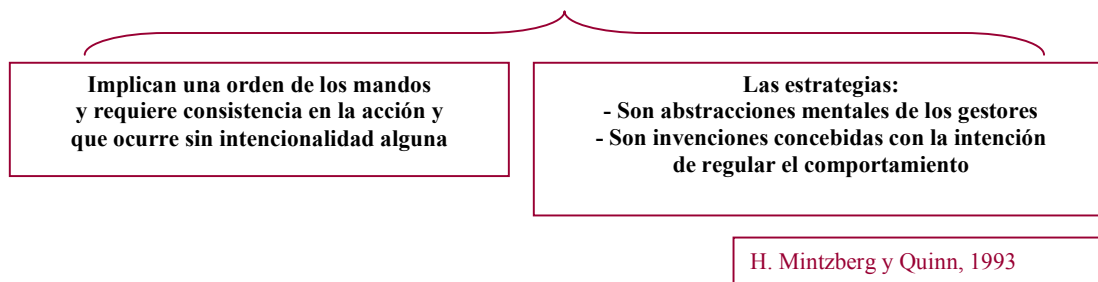 Implican una orden de los mandos
y requiere consistencia en la acción y
que ocurre sin intencionalidad alguna
Las estrategias:
- Son abstracciones mentales de los gestores
- Son invenciones concebidas con la intención
de regular el comportamiento
H. Mintzberg y Quinn, 1993